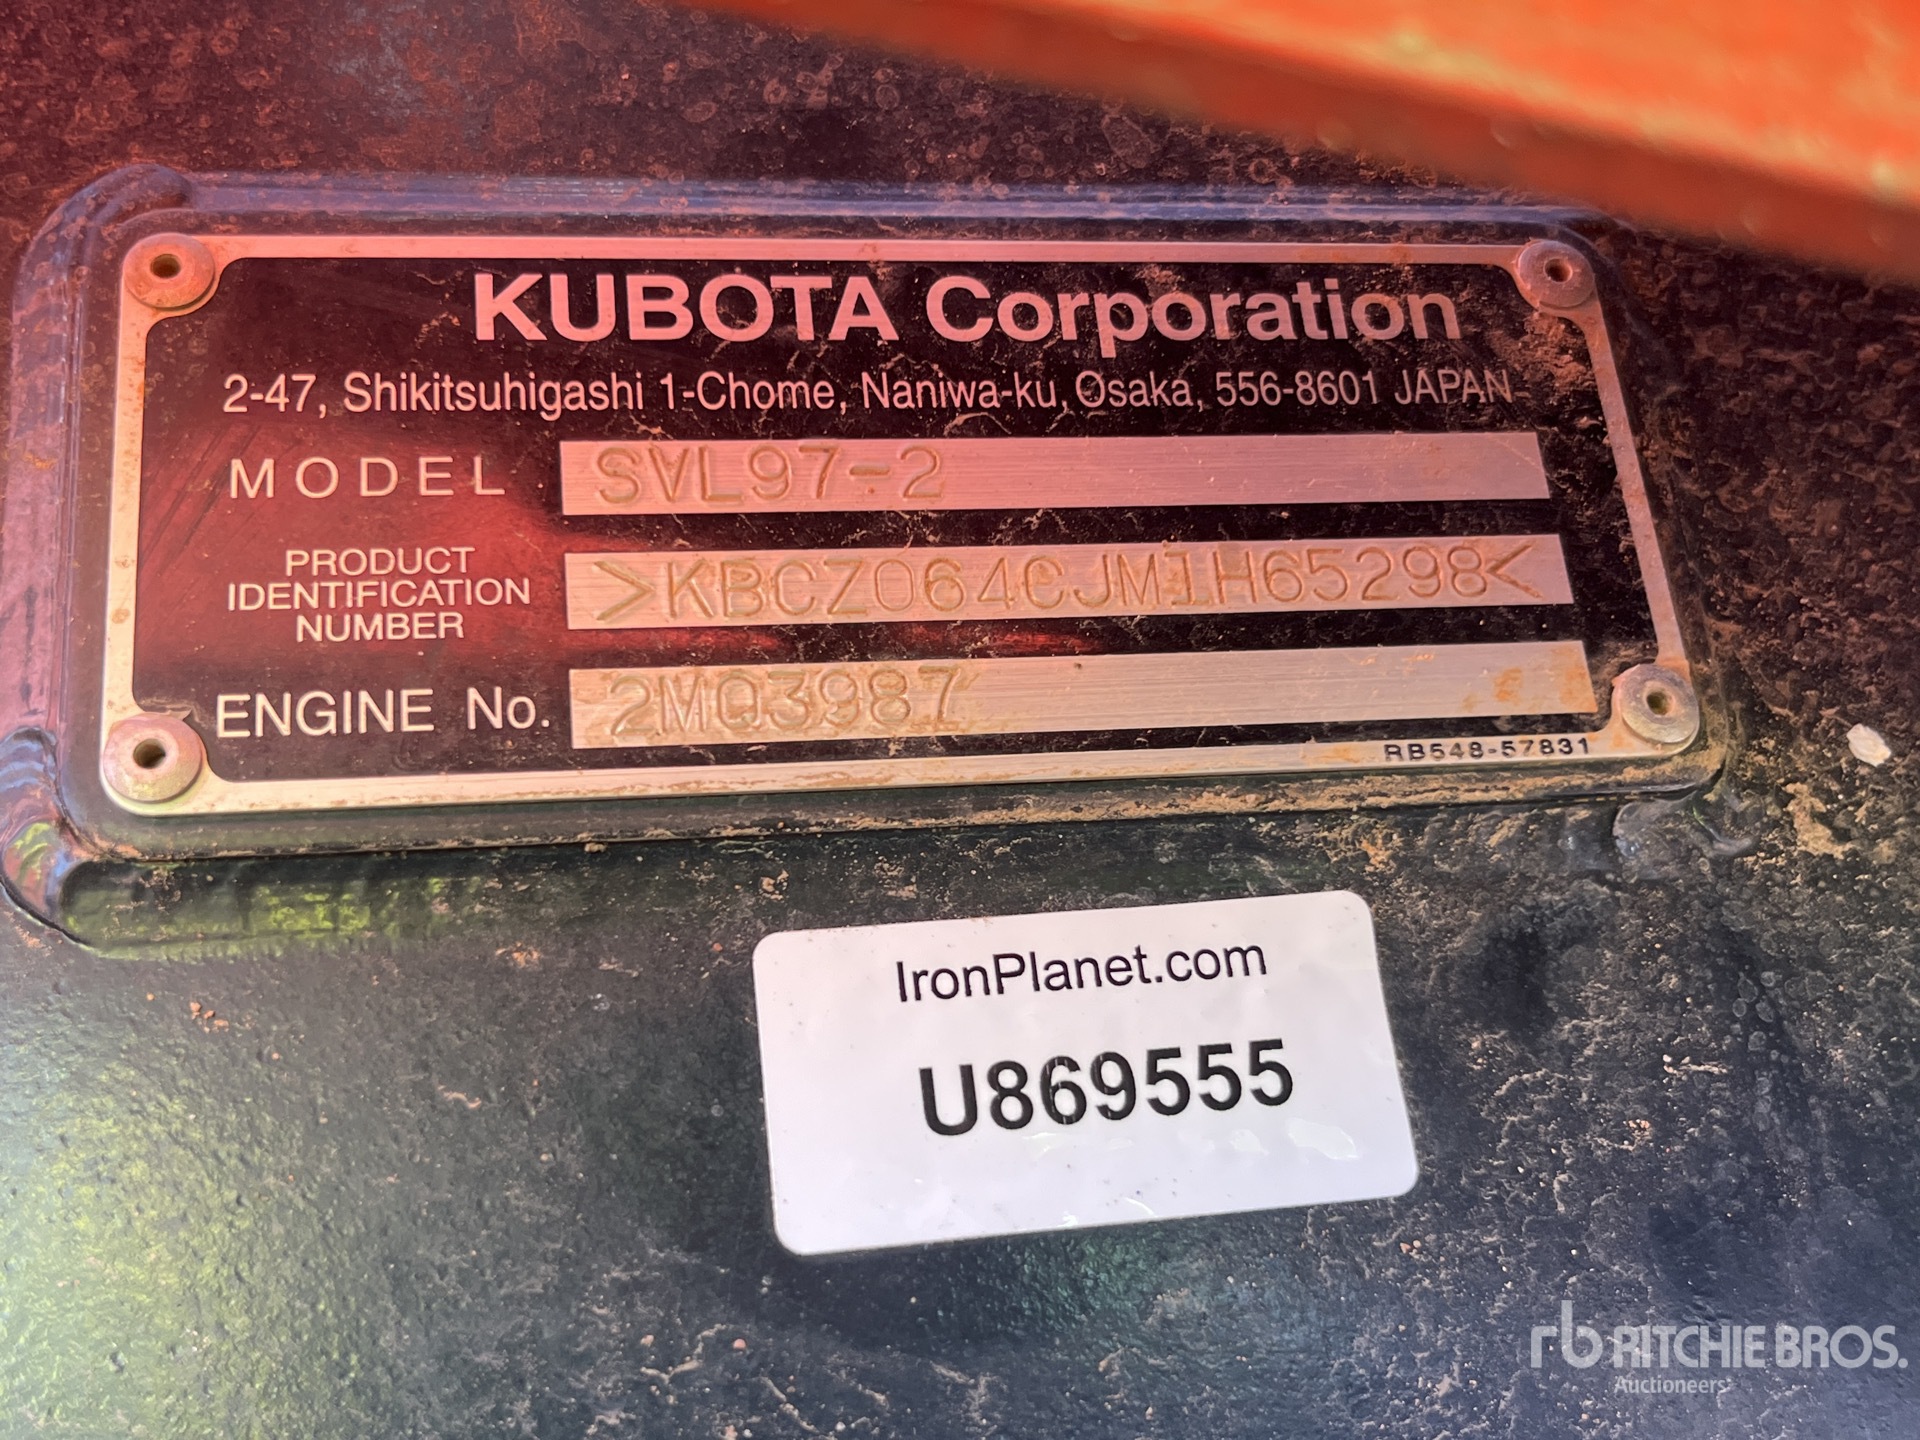 KUBOTA Corporation
2-47, Shikitsuhigashi 1-Chome, Naniwa-ku, Osaka, 556-8601 JAPAN
MODEL SVL97-2
PRODUCT
IDENTIFICATION
NUMBER
>KBCZ064CJM1H65298<
ENGINE No. 2MQ3987
RB548-57831
IronPlanet.com
U869555
rb RITCHIE BROS.
Auctioneers